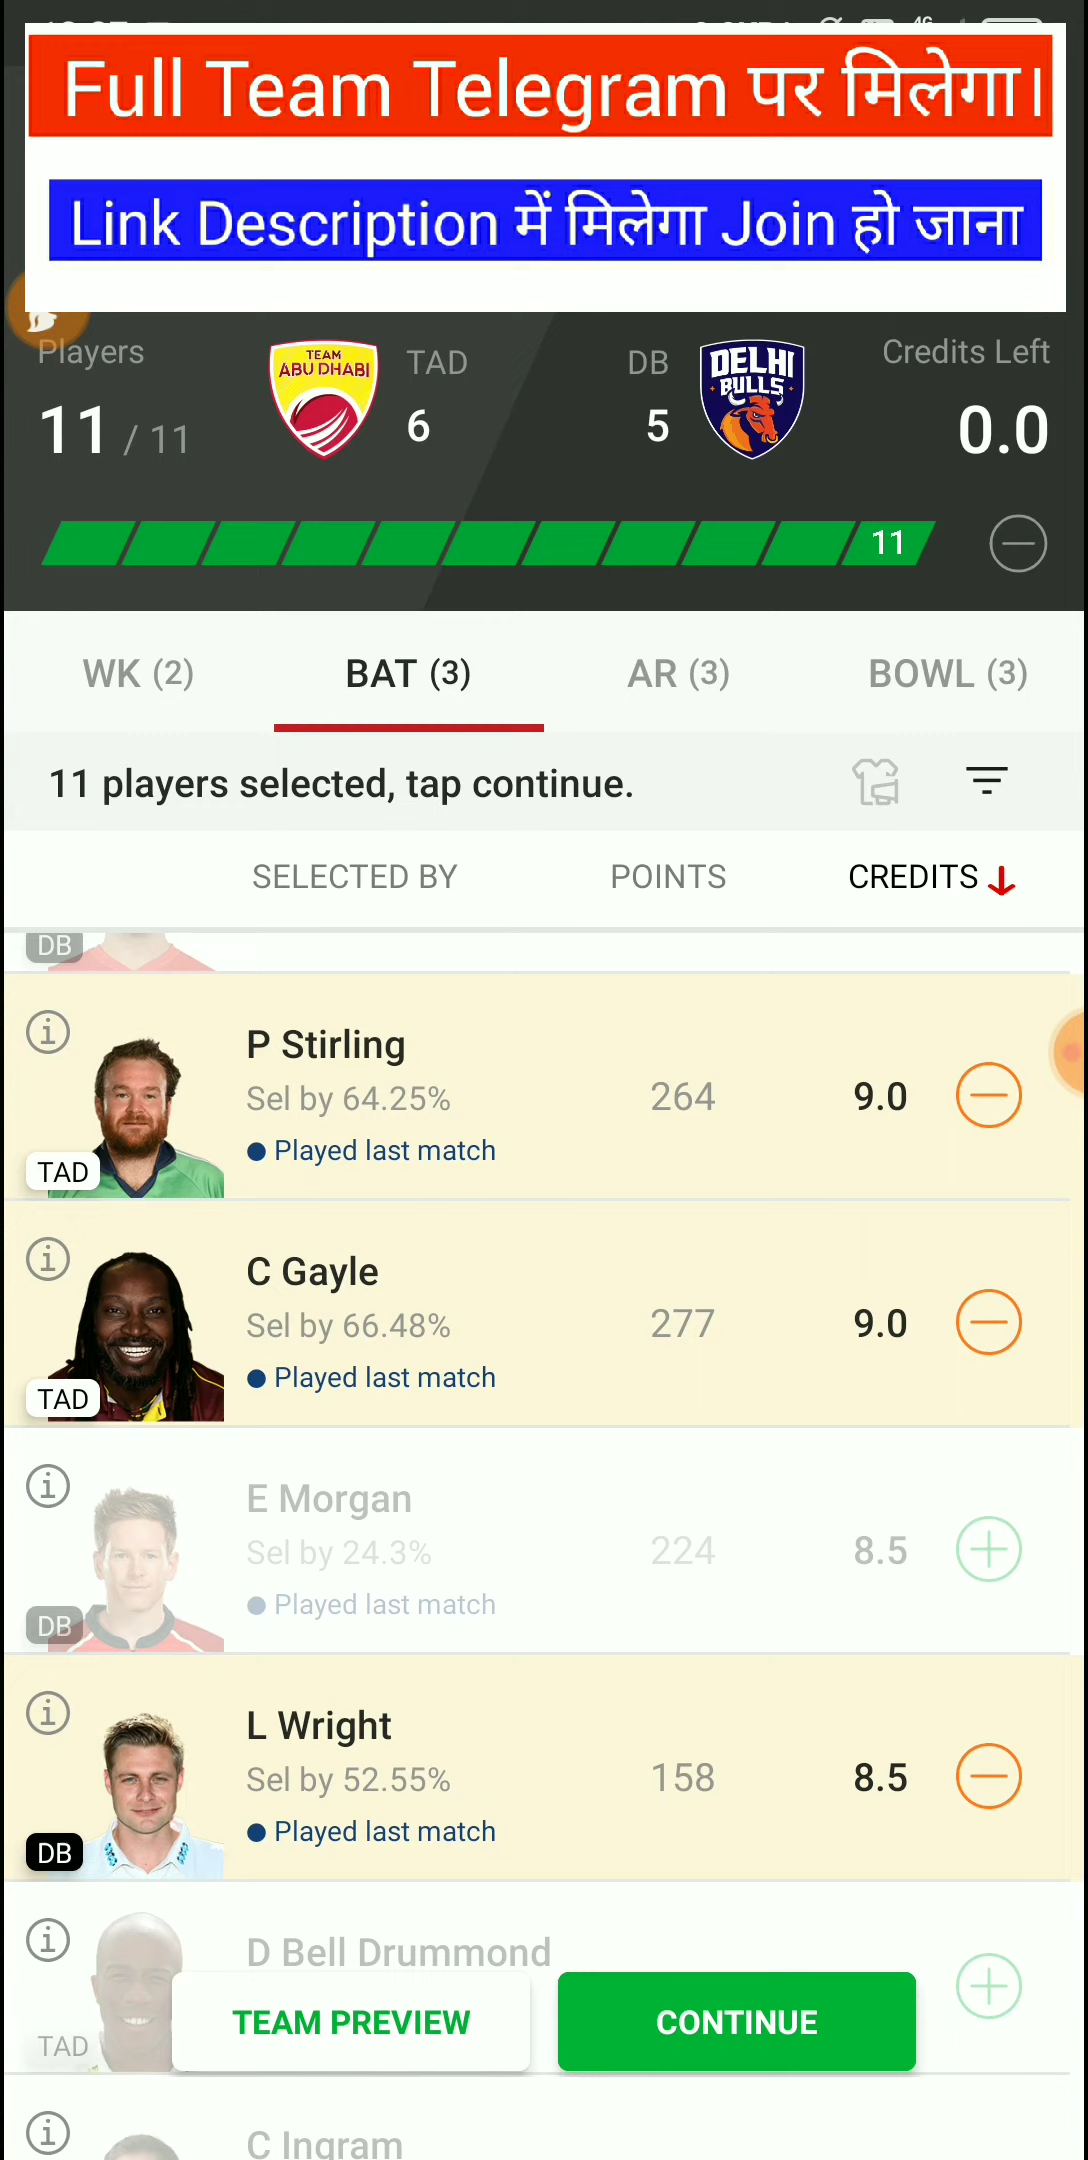 Full Team Telegram पर मिलेगा।
Link Description में मिलेगा Join हो जाना
Players
TEAM
ABU DHABI
TAD
DB
DELHI
BULLS
Credits Left
11 / 11
6
5
0.0
11
WK (2)
BAT (3)
AR (3)
BOWL (3)
11 players selected, tap continue.
SELECTED BY
POINTS
CREDITS
DB
P Stirling
Sel by 64.25%
264
9.0
Played last match
TAD
C Gayle
Sel by 66.48%
277
9.0
Played last match
TAD
E Morgan
Sel by 24.3%
224
8.5
Played last match
DB
L Wright
Sel by 52.55%
158
8.5
Played last match
DB
D Bell Drummond
TEAM PREVIEW
CONTINUE
TAD
C Ingram